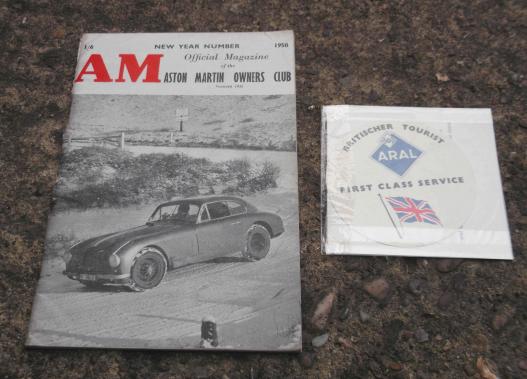 1/6 NEW YEAR NUMBER 1950
AM
Official Magazine
of the
ASTON MARTIN OWNERS CLUB
BRITISCHER TOURIST
ARAL
FIRST CLASS SERVICE